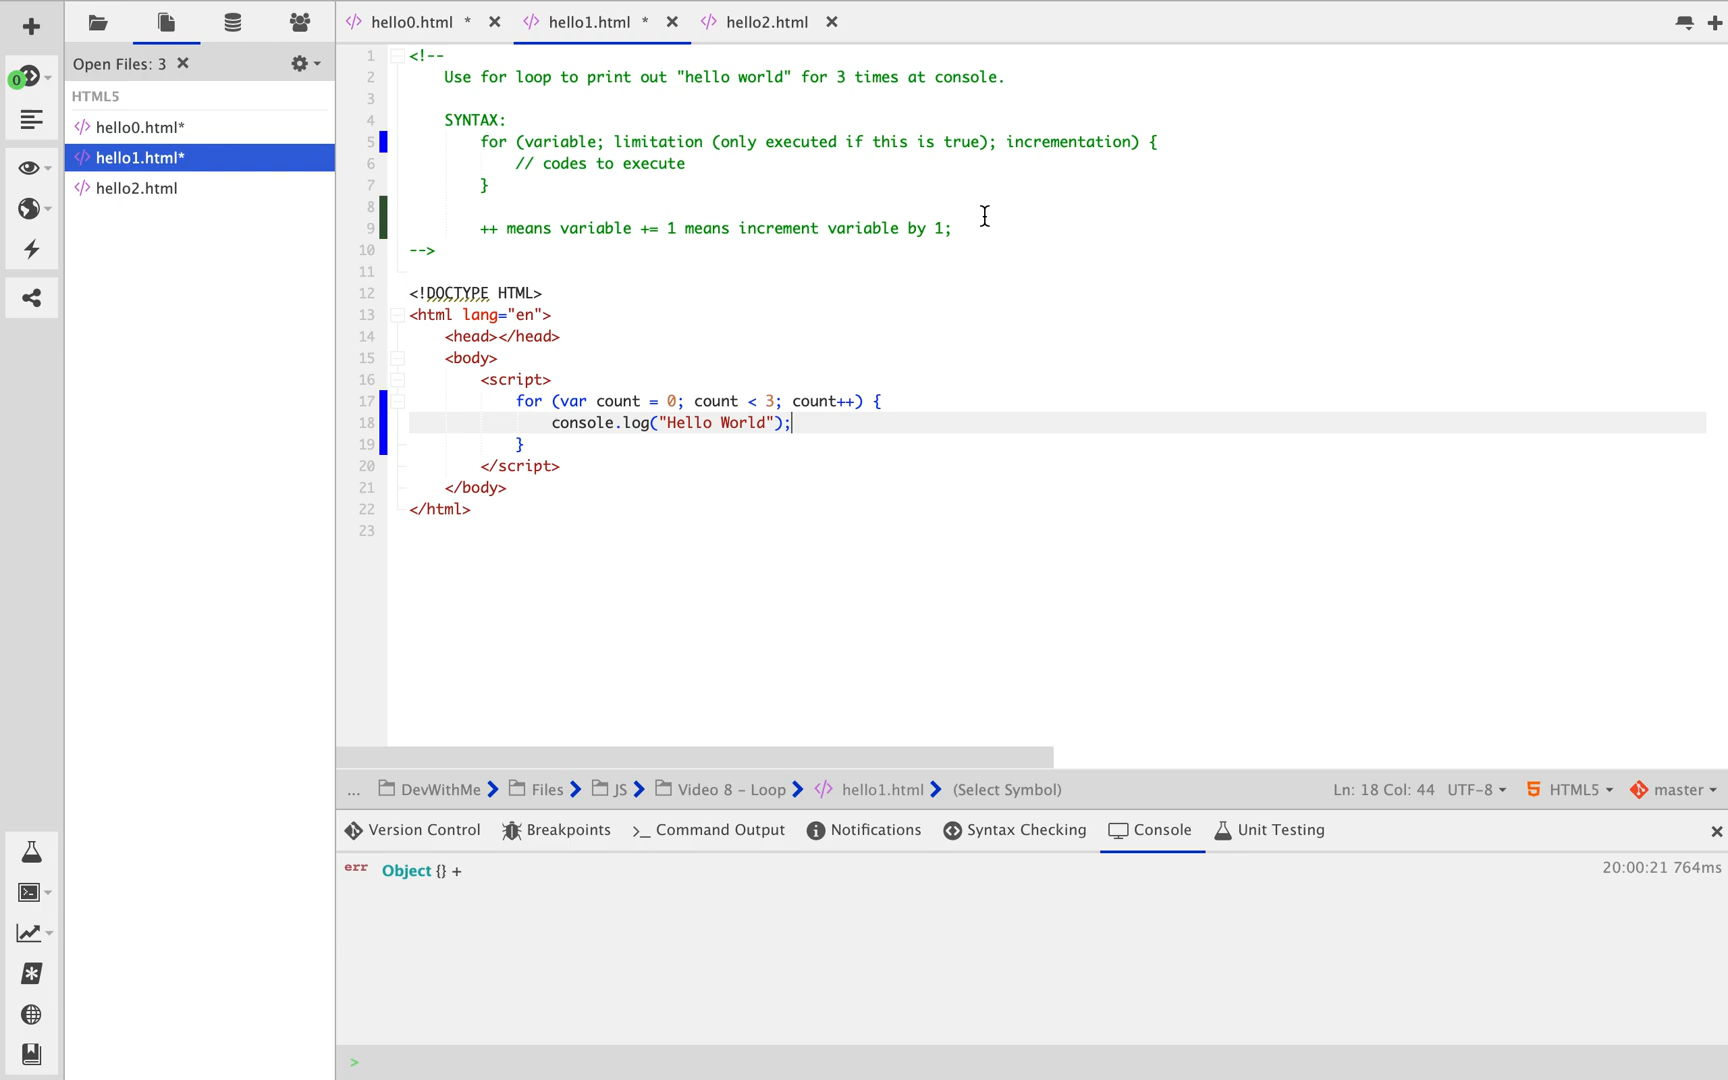 hello0.html *
hello1.html *
hello2.html
Open Files: 3
0
HTML5
hello0.html*
hello1.html*
hello2.html
1 <!--
2 Use for loop to print out "hello world" for 3 times at console.
3
4 SYNTAX:
5 for (variable; limitation (only executed if this is true); incrementation) {
6 // codes to execute
7 }
8
9 ++ means variable += 1 means increment variable by 1;
10 -->
11
12 <!DOCTYPE HTML>
13 <html lang="en">
14 <head></head>
15 <body>
16 <script>
17 for (var count = 0; count < 3; count++) {
18 console.log("Hello World");
19 }
20 </script>
21 </body>
22 </html>
23
... DevWithMe Files JS Video 8 - Loop hello1.html (Select Symbol) Ln: 18 Col: 44 UTF-8 HTML5 master
Version Control Breakpoints >_ Command Output Notifications Syntax Checking Console Unit Testing
err Object {} + 20:00:21 764ms
>